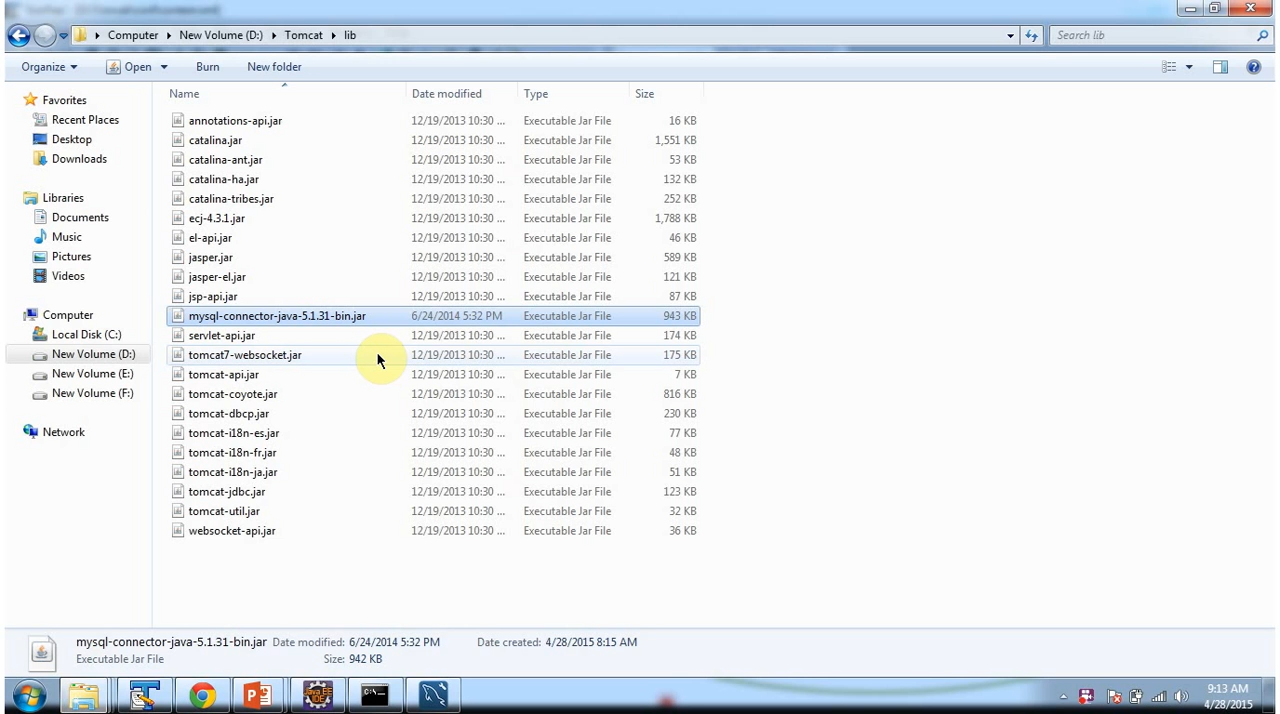 Computer New Volume (D:) Tomcat lib Search lib
Organize Open Burn New folder
Name Date modified Type Size
Favorites
Recent Places
Desktop
Downloads
Libraries
Documents
Music
Pictures
Videos
Computer
Local Disk (C:)
New Volume (D:)
New Volume (E:)
New Volume (F:)
Network
annotations-api.jar 12/19/2013 10:30 ... Executable Jar File 16 KB
catalina.jar 12/19/2013 10:30 ... Executable Jar File 1,551 KB
catalina-ant.jar 12/19/2013 10:30 ... Executable Jar File 53 KB
catalina-ha.jar 12/19/2013 10:30 ... Executable Jar File 132 KB
catalina-tribes.jar 12/19/2013 10:30 ... Executable Jar File 252 KB
ecj-4.3.1.jar 12/19/2013 10:30 ... Executable Jar File 1,788 KB
el-api.jar 12/19/2013 10:30 ... Executable Jar File 46 KB
jasper.jar 12/19/2013 10:30 ... Executable Jar File 589 KB
jasper-el.jar 12/19/2013 10:30 ... Executable Jar File 121 KB
jsp-api.jar 12/19/2013 10:30 ... Executable Jar File 87 KB
mysql-connector-java-5.1.31-bin.jar 6/24/2014 5:32 PM Executable Jar File 943 KB
servlet-api.jar 12/19/2013 10:30 ... Executable Jar File 174 KB
tomcat7-websocket.jar 12/19/2013 10:30 ... Executable Jar File 175 KB
tomcat-api.jar 12/19/2013 10:30 ... Executable Jar File 7 KB
tomcat-coyote.jar 12/19/2013 10:30 ... Executable Jar File 816 KB
tomcat-dbcp.jar 12/19/2013 10:30 ... Executable Jar File 230 KB
tomcat-i18n-es.jar 12/19/2013 10:30 ... Executable Jar File 77 KB
tomcat-i18n-fr.jar 12/19/2013 10:30 ... Executable Jar File 48 KB
tomcat-i18n-ja.jar 12/19/2013 10:30 ... Executable Jar File 51 KB
tomcat-jdbc.jar 12/19/2013 10:30 ... Executable Jar File 123 KB
tomcat-util.jar 12/19/2013 10:30 ... Executable Jar File 32 KB
websocket-api.jar 12/19/2013 10:30 ... Executable Jar File 36 KB
mysql-connector-java-5.1.31-bin.jar Date modified: 6/24/2014 5:32 PM Date created: 4/28/2015 8:15 AM
Executable Jar File Size: 942 KB
Java EE
IDE
C:\
9:13 AM
4/28/2015